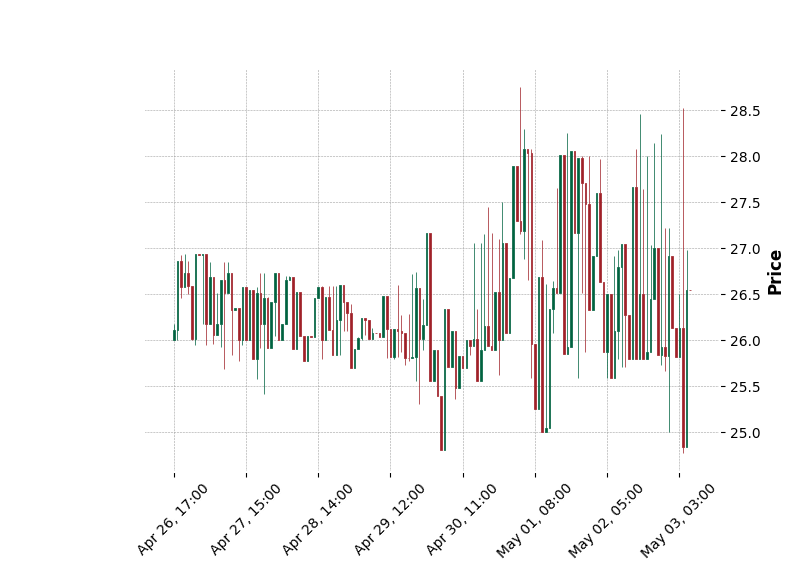 28.5
28.0
27.5
27.0
26.5
26.0
25.5
25.0
Price
Apr 26, 17:00
Apr 27, 15:00
Apr 28, 14:00
Apr 29, 12:00
Apr 30, 11:00
May 01, 08:00
May 02, 05:00
May 03, 03:00